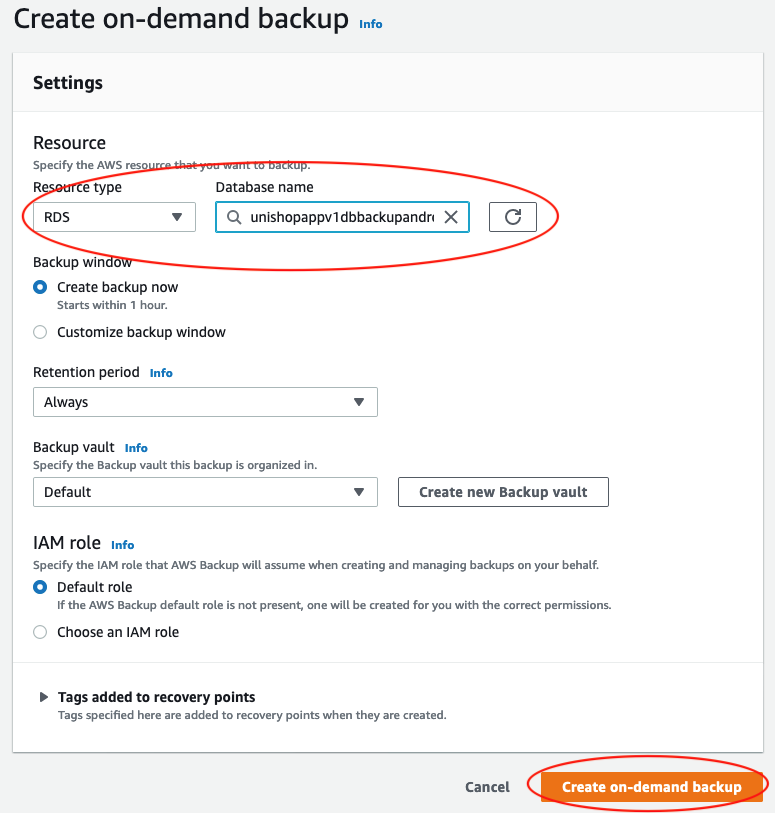 Create on-demand backup Info
Settings
Resource
Specify the AWS resource that you want to backup.
Resource type Database name
RDS unishopappv1dbbackupandr
Backup window
Create backup now
Starts within 1 hour.
Customize backup window
Retention period Info
Always
Backup vault Info
Specify the Backup vault this backup is organized in.
Default Create new Backup vault
IAM role Info
Specify the IAM role that AWS Backup will assume when creating and managing backups on your behalf.
Default role
If the AWS Backup default role is not present, one will be created for you with the correct permissions.
Choose an IAM role
Tags added to recovery points
Tags specified here are added to recovery points when they are created.
Cancel Create on-demand backup